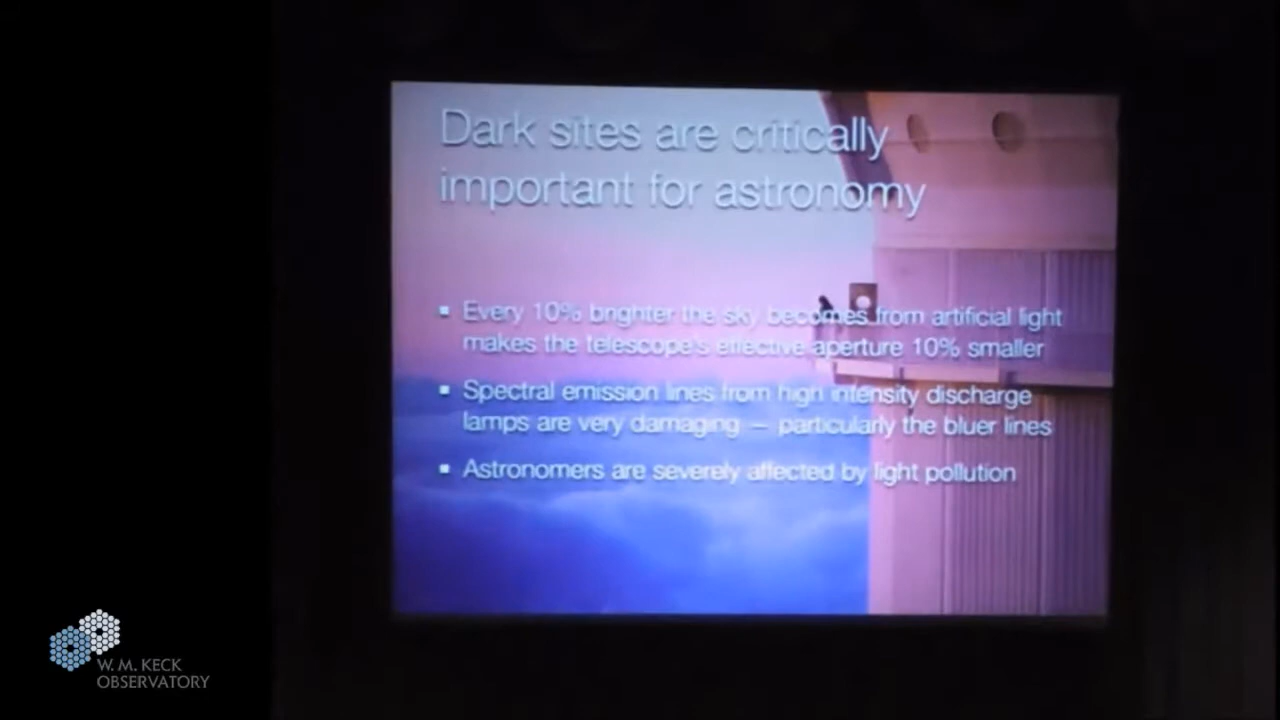 Dark sites are critically
important for astronomy
▪ Every 10% brighter the sky becomes from artificial light
makes the telescope's effective aperture 10% smaller
▪ Spectral emission lines from high intensity discharge
lamps are very damaging – particularly the bluer lines
▪ Astronomers are severely affected by light pollution
W. M. KECK
OBSERVATORY